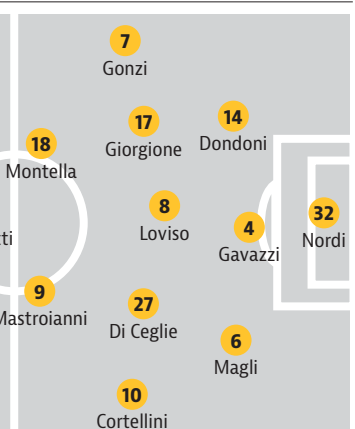 7
Gonzi
17
Giorgione
14
Dondoni
18
Montella
8
Loviso
4
Gavazzi
32
Nordi
9
Mastroianni
27
Di Ceglie
6
Magli
10
Cortellini